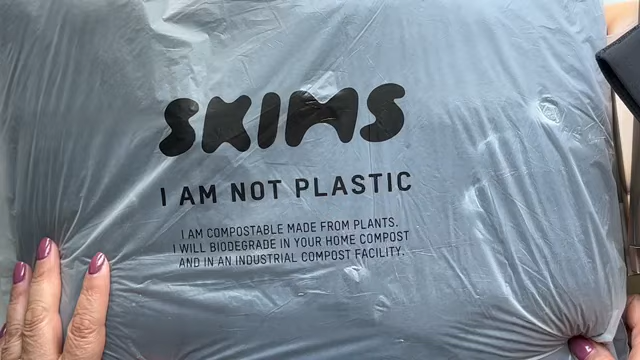 SKIMS
I AM NOT PLASTIC
I AM COMPOSTABLE MADE FROM PLANTS.
I WILL BIODEGRADE IN YOUR HOME COMPOST
AND IN AN INDUSTRIAL COMPOST FACILITY.